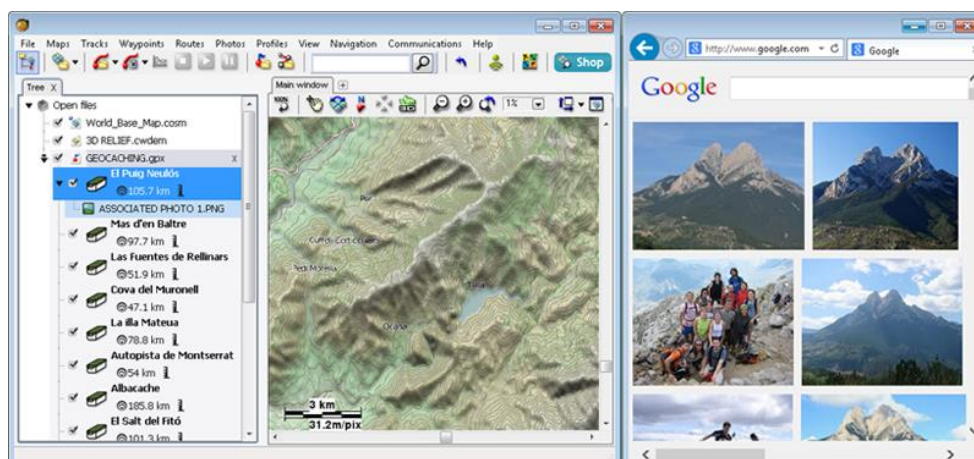 File Maps Tracks Waypoints Routes Photos Profiles View Navigation Communications Help
Shop
Tree X
Open files
World_Base_Map.cosm
3D RELIEF.cwdem
GEOCACHING.gpx x
El Puig Neulós
105.7 km
ASSOCIATED PHOTO 1.PNG
Mas d'en Baltre
97.7 km
Las Fuentes de Rellinars
51.9 km
Cova del Muronell
47.1 km
La illa Mateua
78.8 km
Autopista de Montserrat
54 km
Albacache
185.8 km
El Salt del Fitó
101.3 km
Main window
100%
1%
Ocaña
3 km
31.2m/pix
http://www.google.com
Google
Google